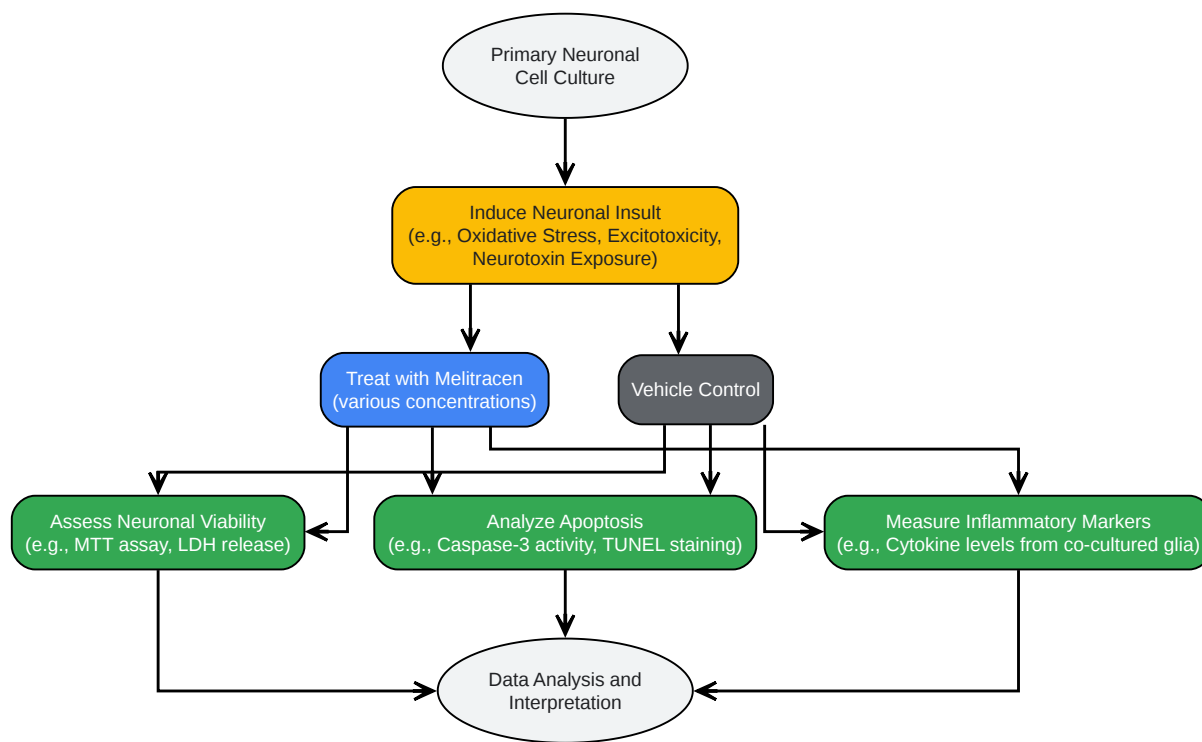 Primary Neuronal
Cell Culture
Induce Neuronal Insult
(e.g., Oxidative Stress, Excitotoxicity,
Neurotoxin Exposure)
Treat with Melitracen
(various concentrations)
Vehicle Control
Assess Neuronal Viability
(e.g., MTT assay, LDH release)
Analyze Apoptosis
(e.g., Caspase-3 activity, TUNEL staining)
Measure Inflammatory Markers
(e.g., Cytokine levels from co-cultured glia)
Data Analysis and
Interpretation